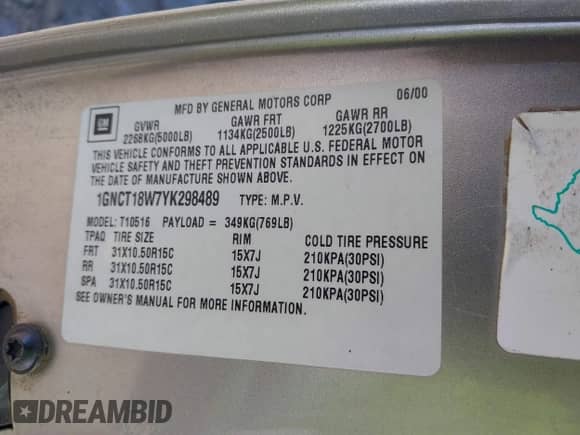 MFD BY GENERAL MOTORS CORP 06/00
GM
GVWR GAWR FRT GAWR RR
2268KG(5000LB) 1134KG(2500LB) 1225KG(2700LB)
THIS VEHICLE CONFORMS TO ALL APPLICABLE U.S. FEDERAL MOTOR
VEHICLE SAFETY AND THEFT PREVENTION STANDARDS IN EFFECT ON
THE DATE OF MANUFACTURE SHOWN ABOVE.
1GNCT18W7YK298489 TYPE: M.P.V.
MODEL: T10516 PAYLOAD = 349KG(769LB)
TPAQ TIRE SIZE RIM COLD TIRE PRESSURE
FRT 31X10.50R15C 15X7J 210KPA(30PSI)
RR 31X10.50R15C 15X7J 210KPA(30PSI)
SPA 31X10.50R15C 15X7J 210KPA(30PSI)
SEE OWNER'S MANUAL FOR MORE INFORMATION.
DREAMBID